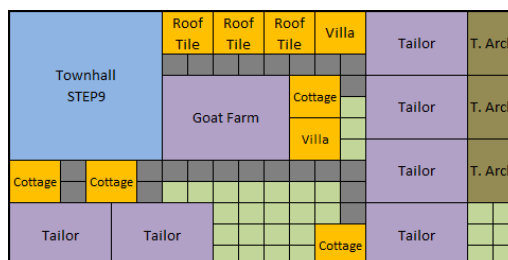 Roof
Tile
Roof
Tile
Roof
Tile
Villa
Tailor
T. Arch
Townhall
STEP9
Goat Farm
Cottage
Tailor
T. Arch
Villa
Cottage
Cottage
Tailor
T. Arch
Tailor
Tailor
Cottage
Tailor